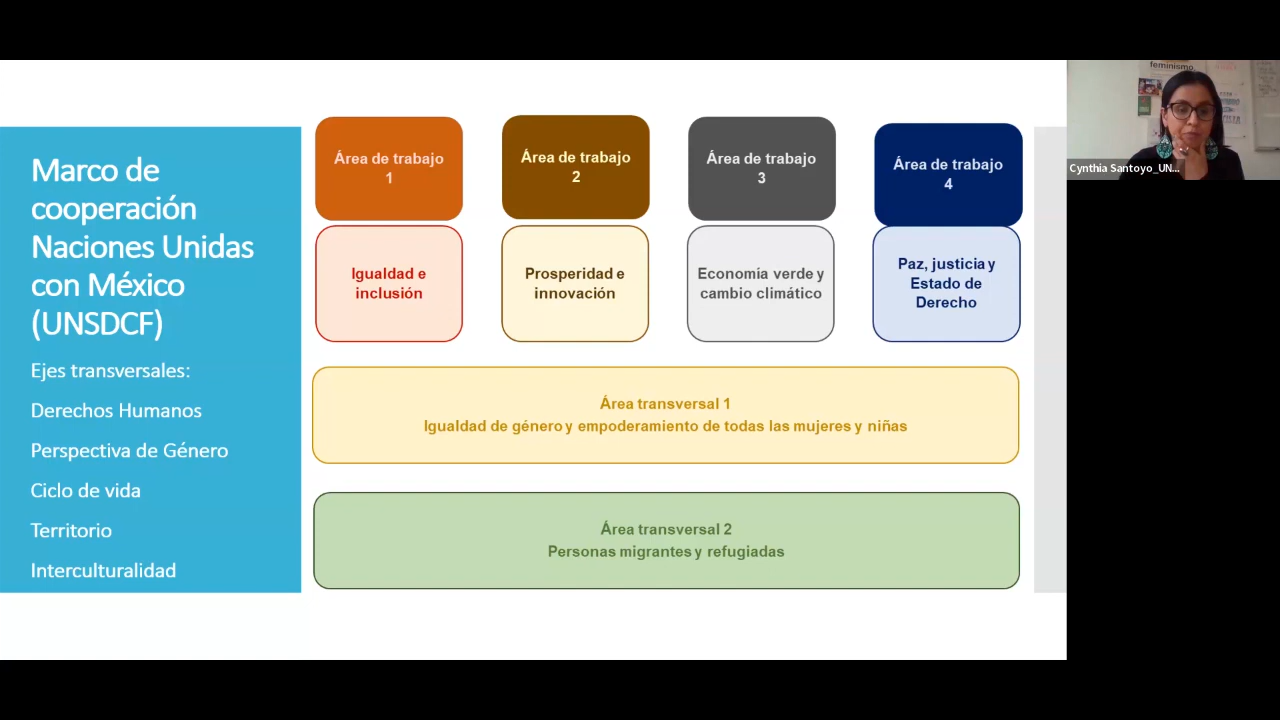 Marco de
cooperación
Naciones Unidas
con México
(UNSDCF)
Ejes transversales:
Derechos Humanos
Perspectiva de Género
Ciclo de vida
Territorio
Interculturalidad
Área de trabajo
1
Igualdad e
inclusión
Área de trabajo
2
Prosperidad e
innovación
Área de trabajo
3
Economía verde y
cambio climático
Área de trabajo
4
Paz, justicia y
Estado de
Derecho
Área transversal 1
Igualdad de género y empoderamiento de todas las mujeres y niñas
Área transversal 2
Personas migrantes y refugiadas
feminismo.
Cynthia Santoyo_UN...